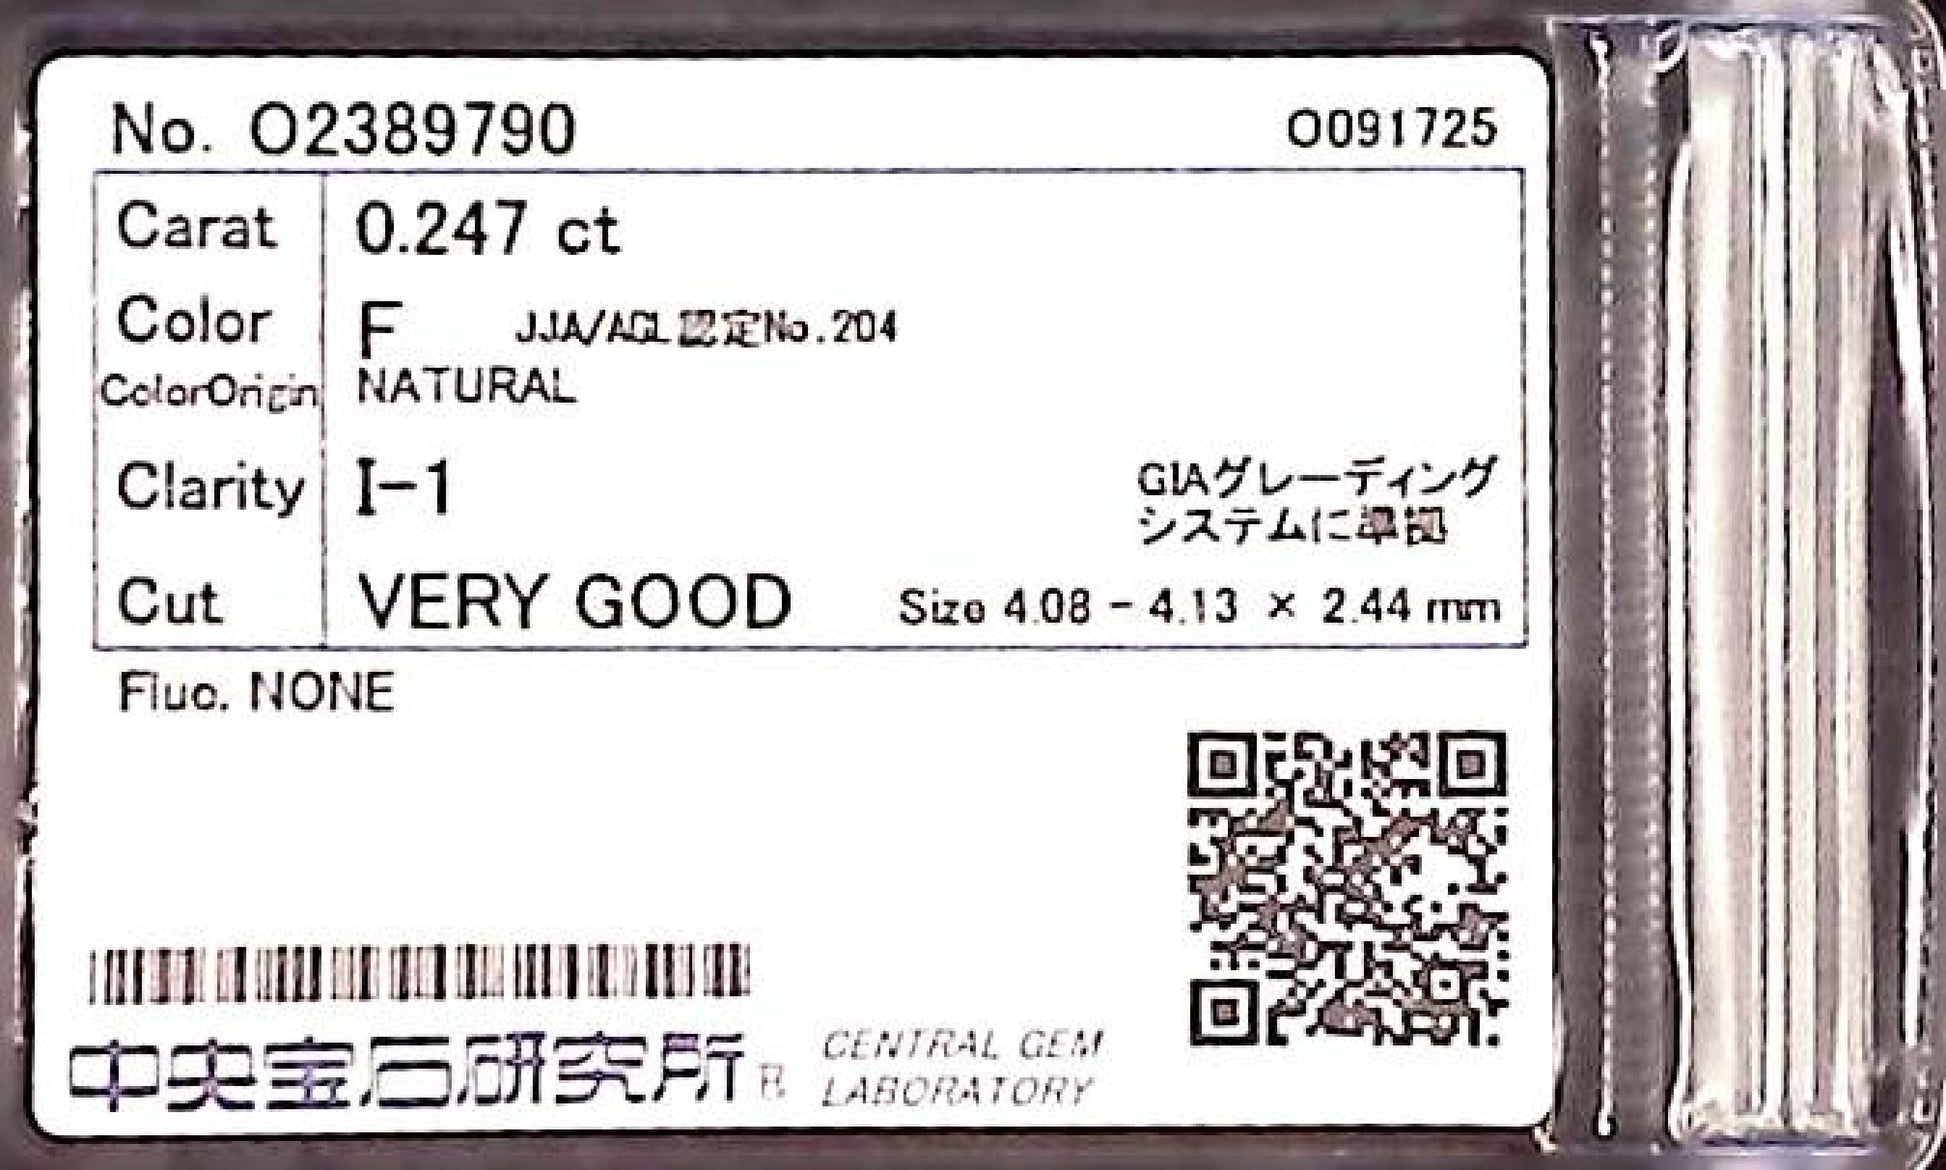 No. O2389790 O091725
Carat 0.247 ct
Color F JJA/AGL認定No.204
ColorOrigin NATURAL
Clarity I-1 GIAグレーディング
システムに準拠
Cut VERY GOOD Size 4.08 - 4.13 × 2.44 mm
Fluo. NONE
中央宝石研究所® CENTRAL GEM
LABORATORY